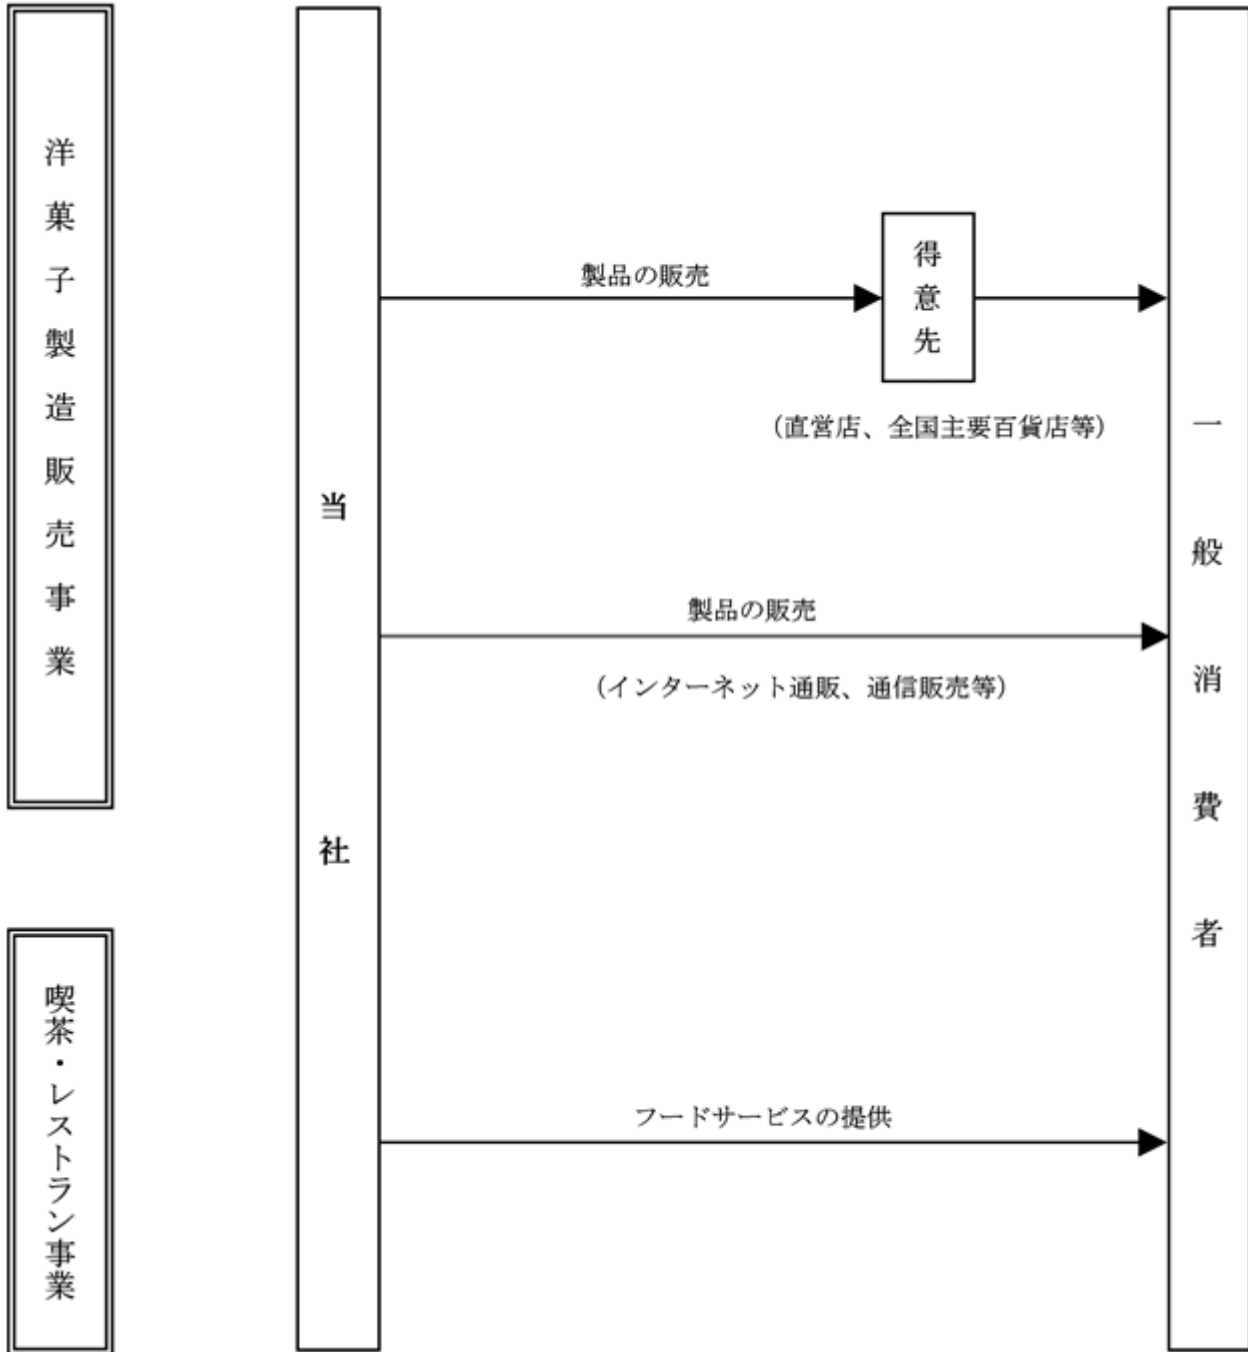 洋菓子製造販売事業
当社
製品の販売
得意先
（直営店、全国主要百貨店等）
製品の販売
（インターネット通販、通信販売等）
一般消費者
喫茶・レストラン事業
フードサービスの提供